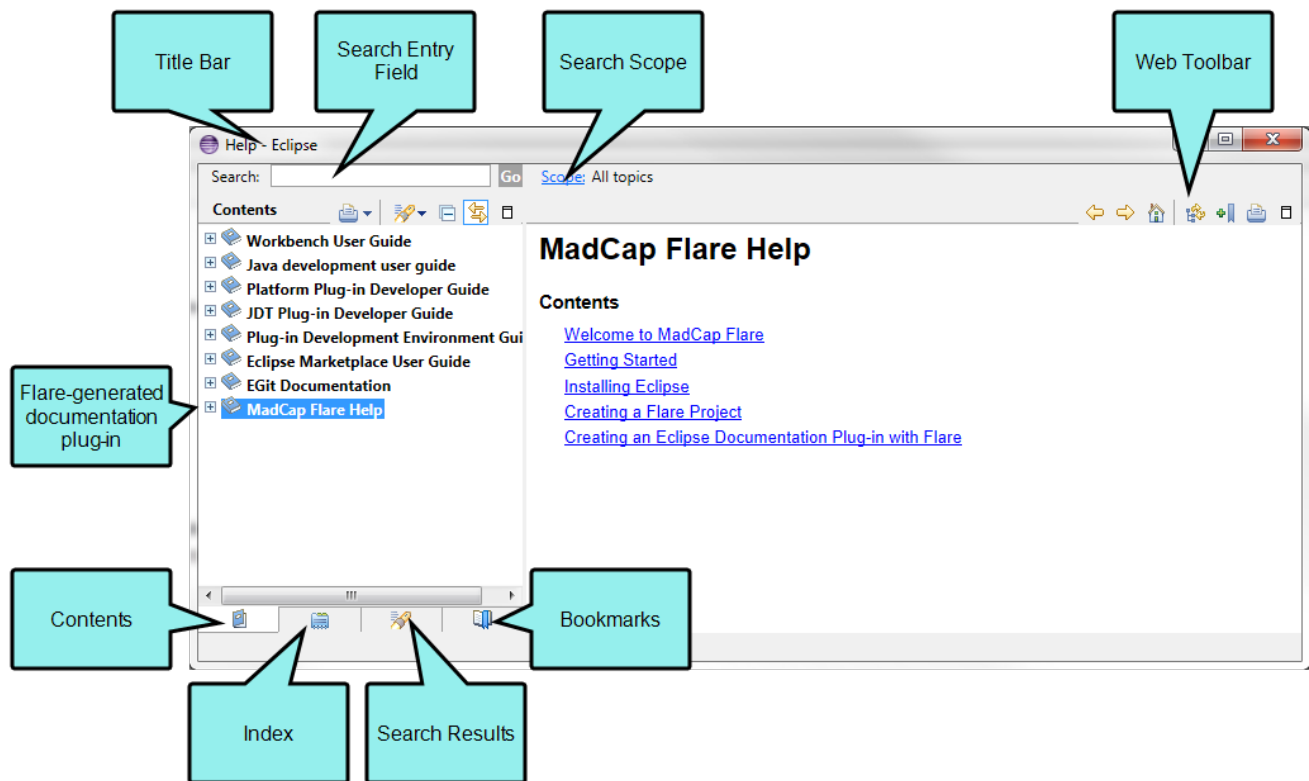 Title Bar
Search Entry
Field
Search Scope
Web Toolbar
Help - Eclipse
Search:
Go
Scope: All topics
Contents
Workbench User Guide
Java development user guide
Platform Plug-in Developer Guide
JDT Plug-in Developer Guide
Plug-in Development Environment Gui
Eclipse Marketplace User Guide
EGit Documentation
MadCap Flare Help
MadCap Flare Help
Contents
Welcome to MadCap Flare
Getting Started
Installing Eclipse
Creating a Flare Project
Creating an Eclipse Documentation Plug-in with Flare
Flare-generated
documentation
plug-in
Contents
Bookmarks
Index
Search Results